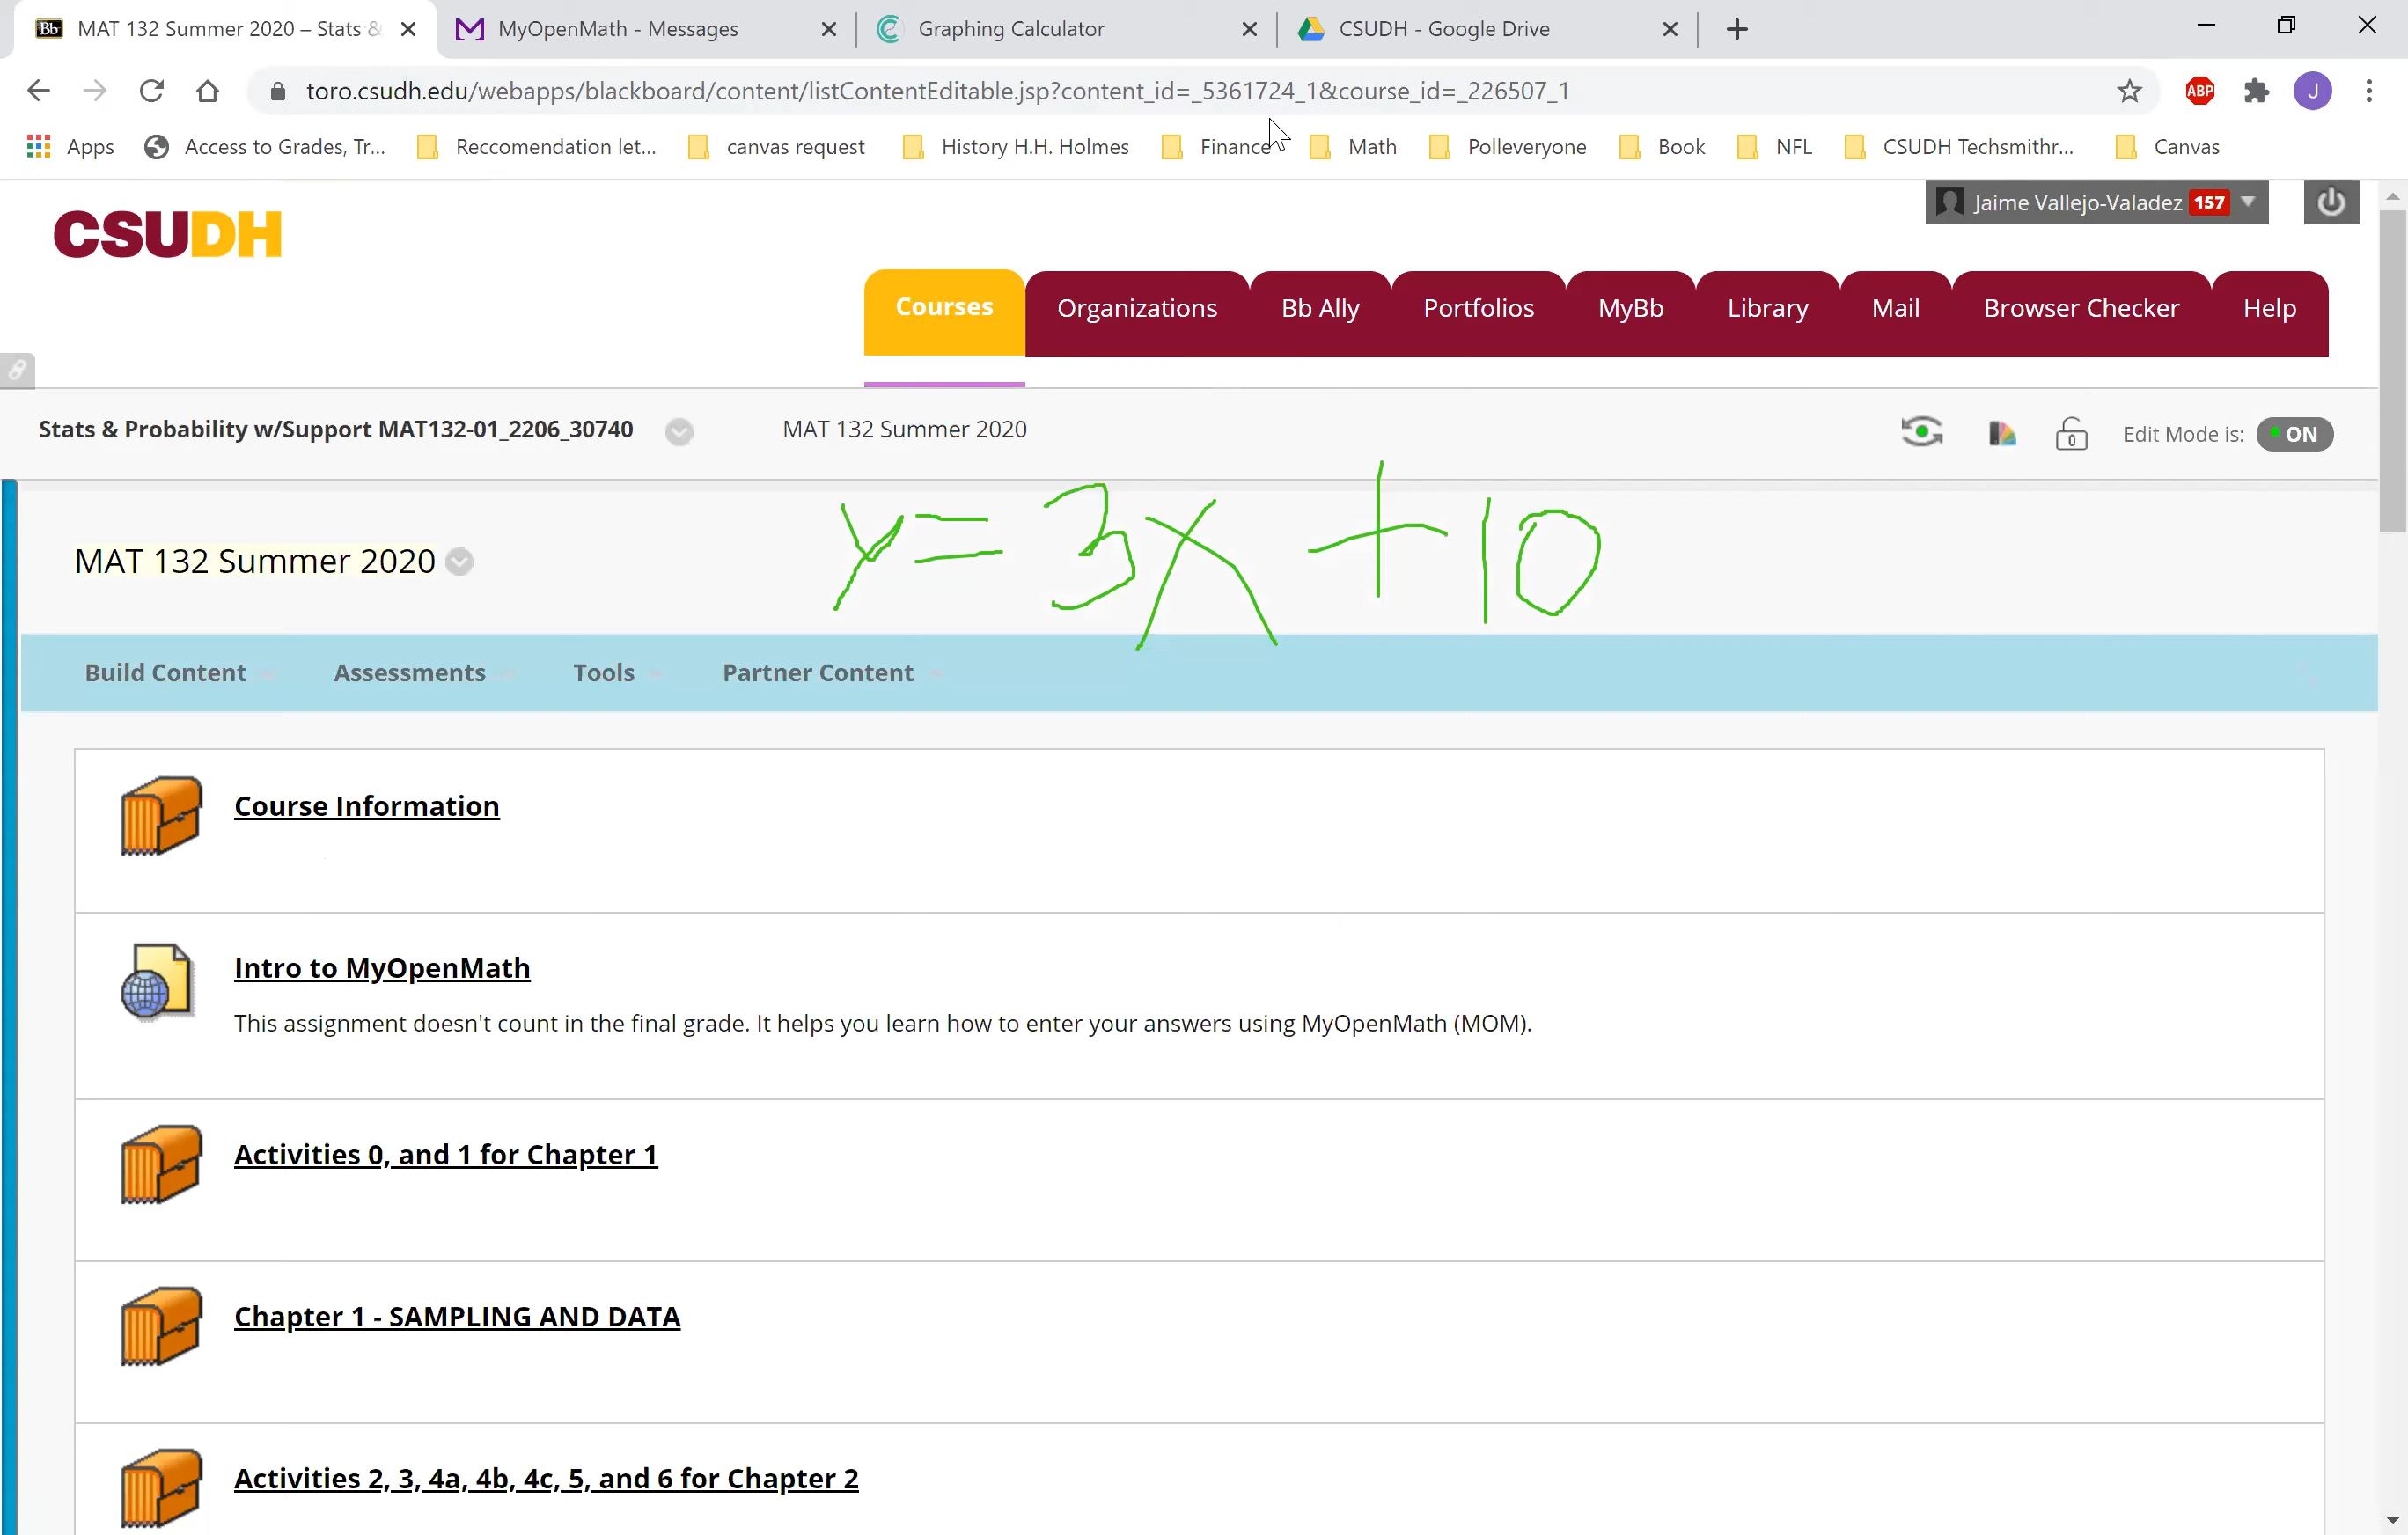 MAT 132 Summer 2020 – Stats &
MyOpenMath - Messages
Graphing Calculator
CSUDH - Google Drive
toro.csudh.edu/webapps/blackboard/content/listContentEditable.jsp?content_id=_5361724_1&course_id=_226507_1
ABP
J
Apps
Access to Grades, Tr...
Reccomendation let...
canvas request
History H.H. Holmes
Finance
Math
Polleveryone
Book
NFL
CSUDH Techsmithr...
Canvas
Jaime Vallejo-Valadez 157
CSUDH
Courses
Organizations
Bb Ally
Portfolios
MyBb
Library
Mail
Browser Checker
Help
Stats & Probability w/Support MAT132-01_2206_30740
MAT 132 Summer 2020
Edit Mode is: ON
y = 3x + 10
MAT 132 Summer 2020
Build Content
Assessments
Tools
Partner Content
Course Information
Intro to MyOpenMath
This assignment doesn't count in the final grade. It helps you learn how to enter your answers using MyOpenMath (MOM).
Activities 0, and 1 for Chapter 1
Chapter 1 - SAMPLING AND DATA
Activities 2, 3, 4a, 4b, 4c, 5, and 6 for Chapter 2